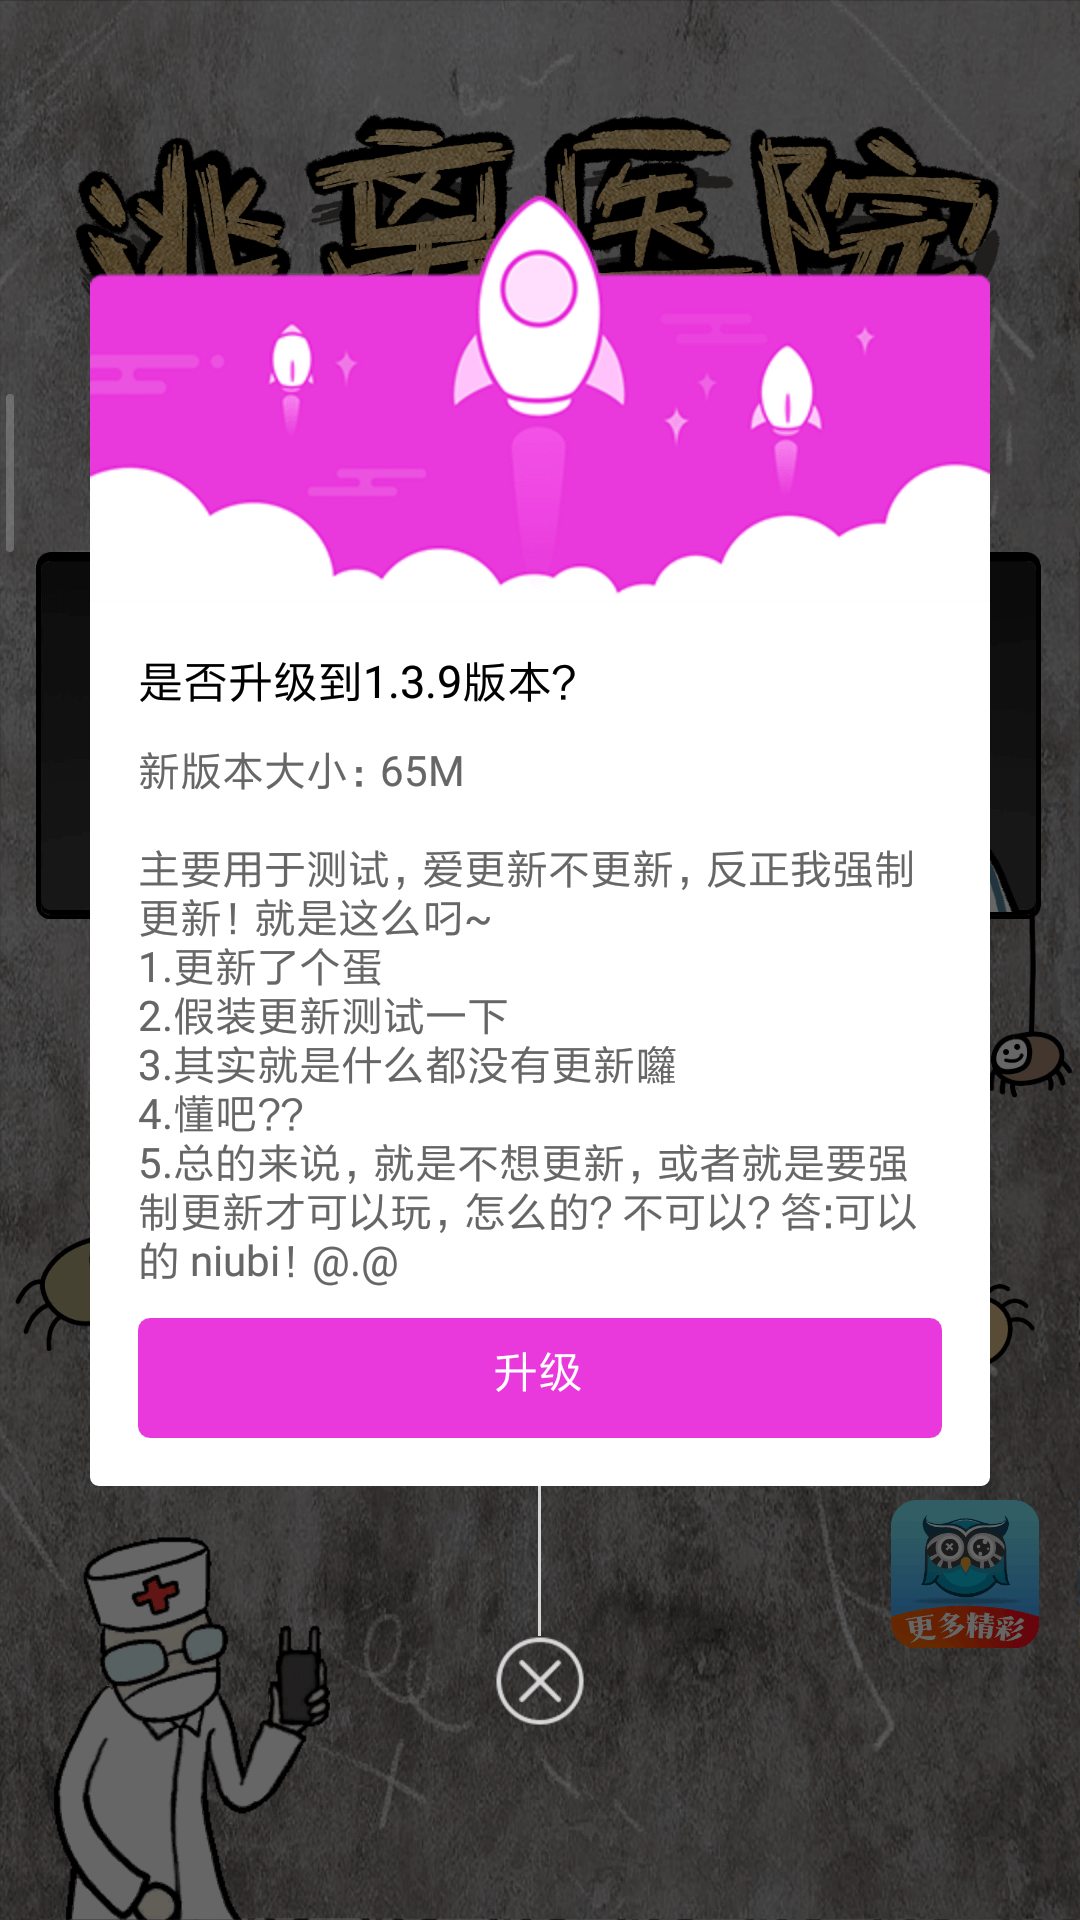 逃离医院
是否升级到1.3.9版本？
新版本大小：65M
主要用于测试，爱更新不更新，反正我强制
更新！就是这么叼~
1.更新了个蛋
2.假装更新测试一下
3.其实就是什么都没有更新囖
4.懂吧??
5.总的来说，就是不想更新，或者就是要强
制更新才可以玩，怎么的？不可以？答:可以
的 niubi！@.@
升级
更多精彩